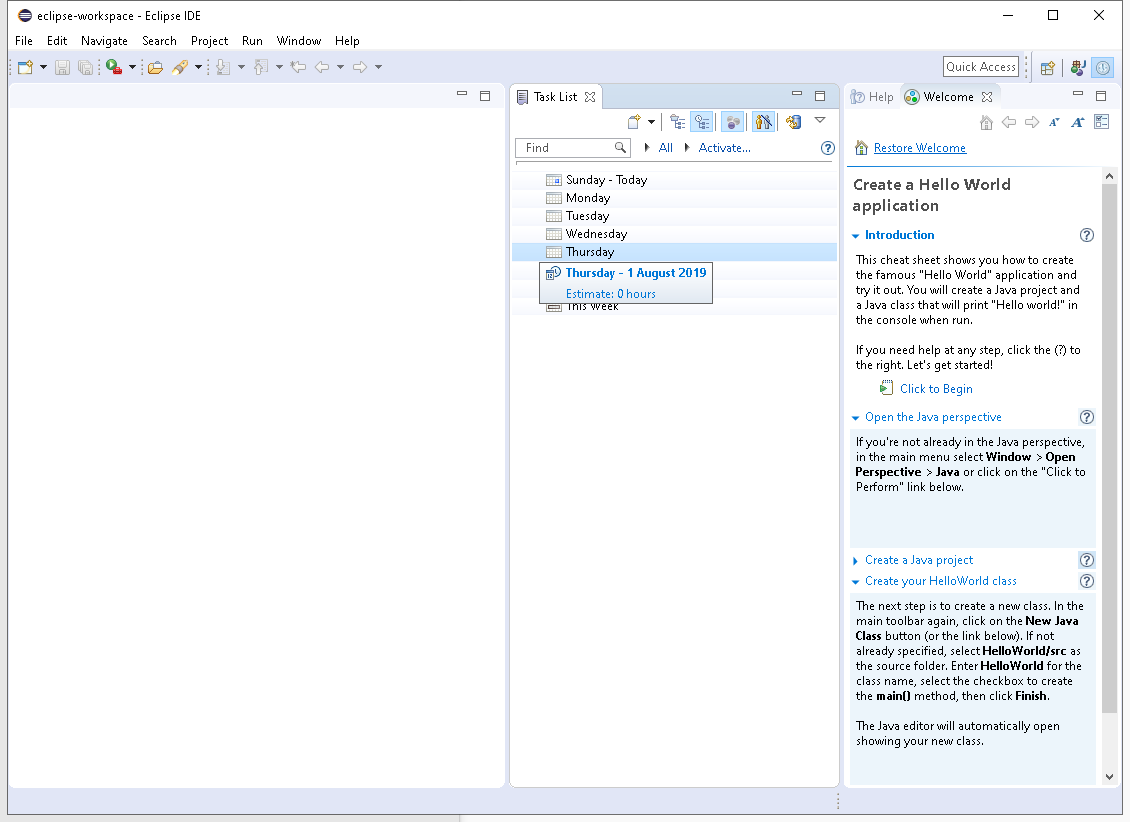 eclipse-workspace - Eclipse IDE
File Edit Navigate Search Project Run Window Help
Quick Access
Task List
Help Welcome
Find All Activate...
Restore Welcome
Sunday - Today
Monday
Tuesday
Wednesday
Thursday
Thursday - 1 August 2019
Estimate: 0 hours
This Week
Create a Hello World
application
Introduction
This cheat sheet shows you how to create
the famous "Hello World" application and
try it out. You will create a Java project and
a Java class that will print "Hello world!" in
the console when run.
If you need help at any step, click the (?) to
the right. Let's get started!
Click to Begin
Open the Java perspective
If you're not already in the Java perspective,
in the main menu select Window > Open
Perspective > Java or click on the "Click to
Perform" link below.
Create a Java project
Create your HelloWorld class
The next step is to create a new class. In the
main toolbar again, click on the New Java
Class button (or the link below). If not
already specified, select HelloWorld/src as
the source folder. Enter HelloWorld for the
class name, select the checkbox to create
the main() method, then click Finish.
The Java editor will automatically open
showing your new class.